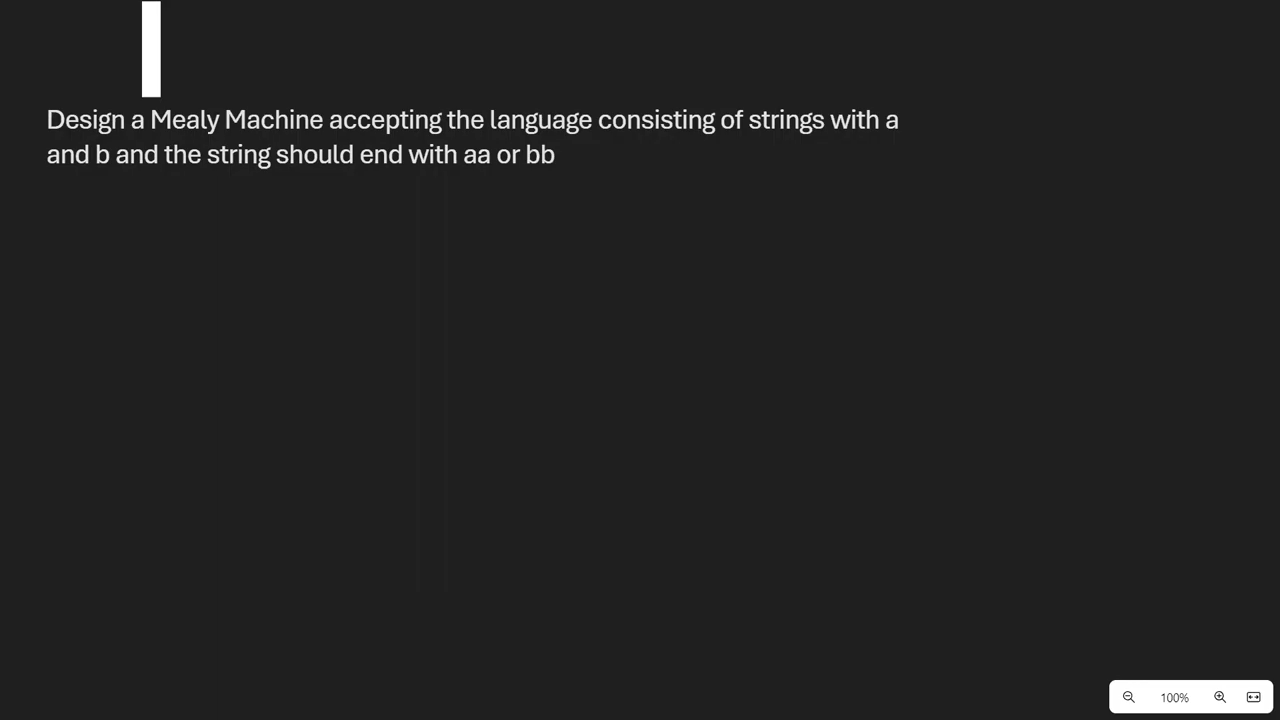 Design a Mealy Machine accepting the language consisting of strings with a
and b and the string should end with aa or bb
100%